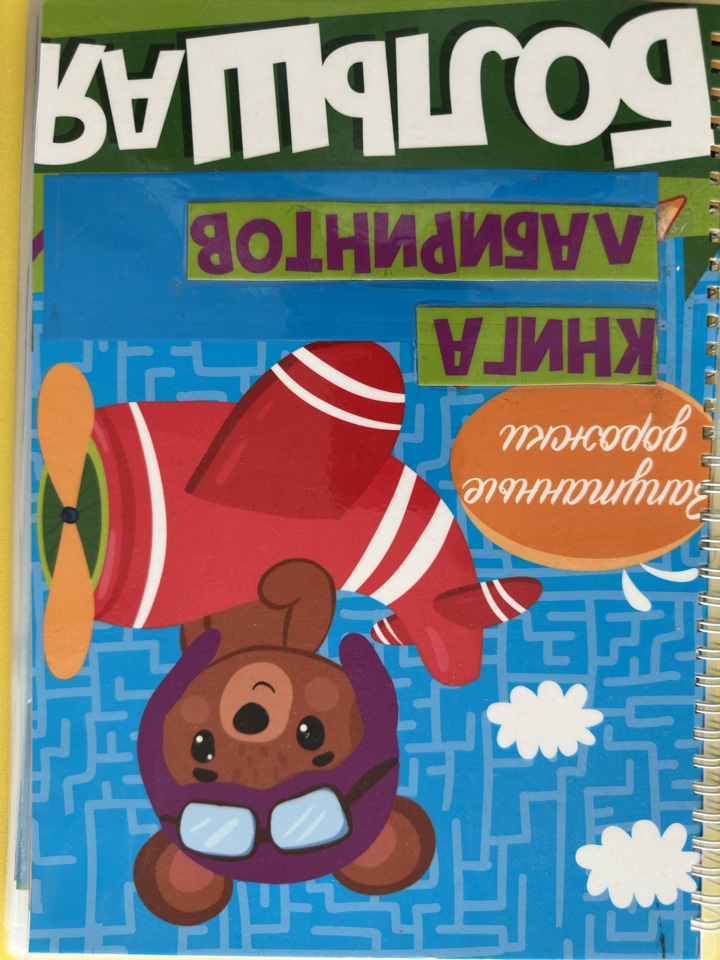 Запутанные
дорожки
КНИГА
ЛАБИРИНТОВ
БОЛЬШАЯ